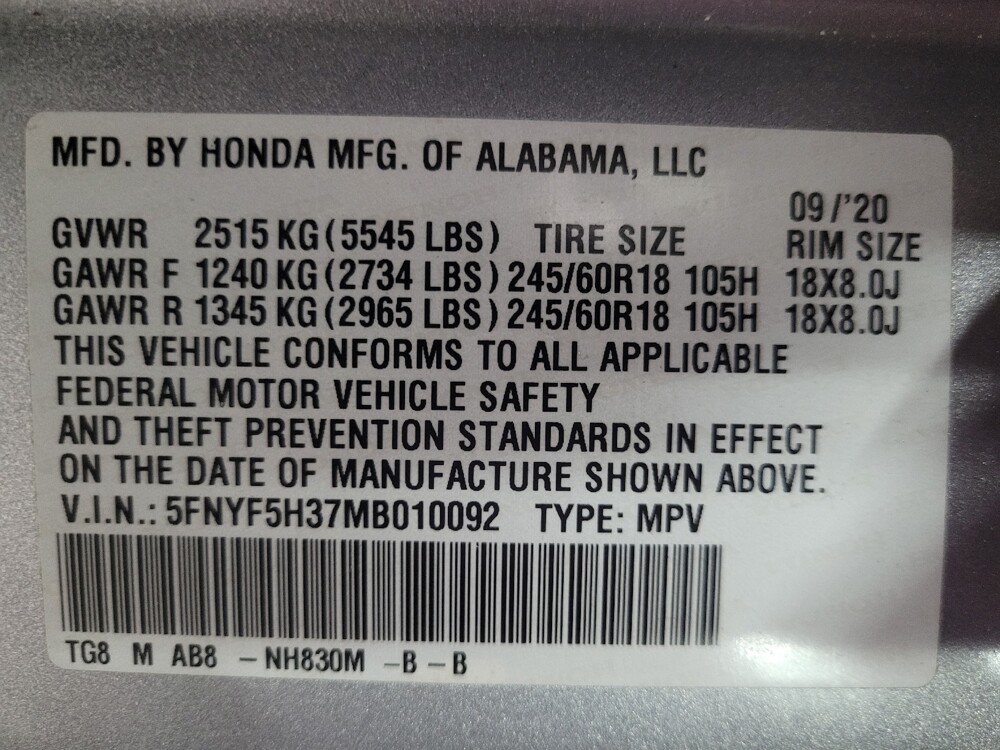 MFD. BY HONDA MFG. OF ALABAMA, LLC
09/'20
GVWR 2515 KG (5545 LBS) TIRE SIZE RIM SIZE
GAWR F 1240 KG (2734 LBS) 245/60R18 105H 18X8.0J
GAWR R 1345 KG (2965 LBS) 245/60R18 105H 18X8.0J
THIS VEHICLE CONFORMS TO ALL APPLICABLE
FEDERAL MOTOR VEHICLE SAFETY
AND THEFT PREVENTION STANDARDS IN EFFECT
ON THE DATE OF MANUFACTURE SHOWN ABOVE.
V.I.N.: 5FNYF5H37MB010092 TYPE: MPV
TG8 M AB8 – NH830M – B – B